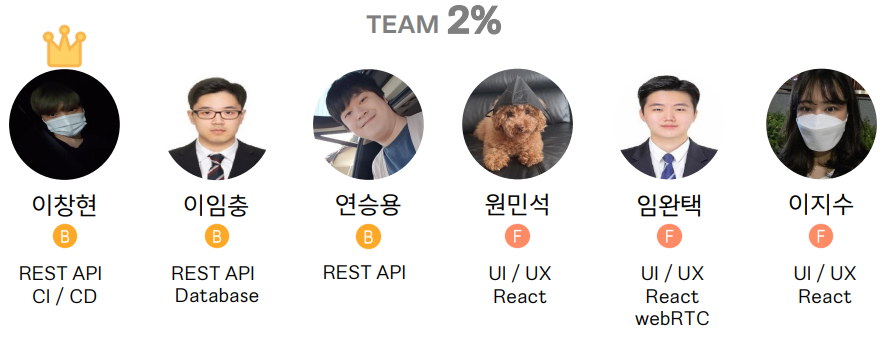 TEAM 2%
이창현 이임충 연승용 원민석 임완택 이지수
B B B F F F
REST API REST API REST API UI / UX UI / UX UI / UX
CI / CD Database React React React
webRTC